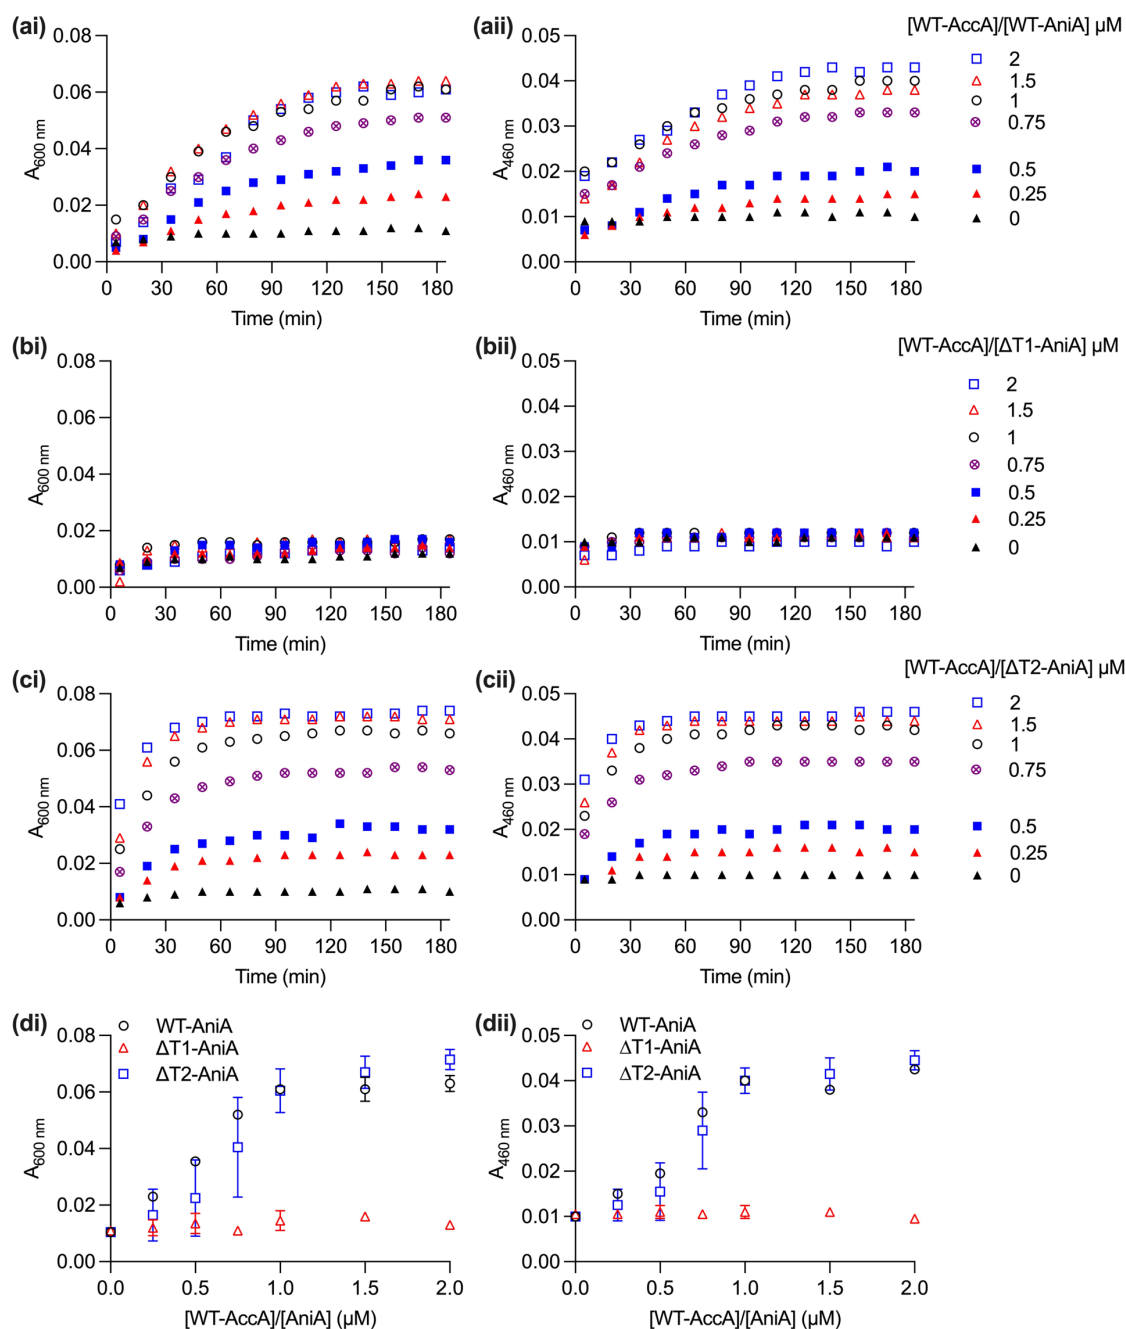 (ai)
0.08
0.06
0.04
0.02
0.00
A600 nm
0 30 60 90 120 150 180
Time (min)
(aii)
0.05
0.04
0.03
0.02
0.01
0.00
A460 nm
0 30 60 90 120 150 180
Time (min)
[WT-AccA]/[WT-AniA] µM
2
1.5
1
0.75
0.5
0.25
0
(bi)
0.08
0.06
0.04
0.02
0.00
A600 nm
0 30 60 90 120 150 180
Time (min)
(bii)
0.05
0.04
0.03
0.02
0.01
0.00
A460 nm
0 30 60 90 120 150 180
Time (min)
[WT-AccA]/[ΔT1-AniA] µM
2
1.5
1
0.75
0.5
0.25
0
(ci)
0.08
0.06
0.04
0.02
0.00
A600 nm
0 30 60 90 120 150 180
Time (min)
(cii)
0.05
0.04
0.03
0.02
0.01
0.00
A460 nm
0 30 60 90 120 150 180
Time (min)
[WT-AccA]/[ΔT2-AniA] µM
2
1.5
1
0.75
0.5
0.25
0
(di)
WT-AniA
ΔT1-AniA
ΔT2-AniA
0.08
0.06
0.04
0.02
0.00
A600 nm
0.0 0.5 1.0 1.5 2.0
[WT-AccA]/[AniA] (µM)
(dii)
WT-AniA
ΔT1-AniA
ΔT2-AniA
0.05
0.04
0.03
0.02
0.01
0.00
A460 nm
0.0 0.5 1.0 1.5 2.0
[WT-AccA]/[AniA] (µM)